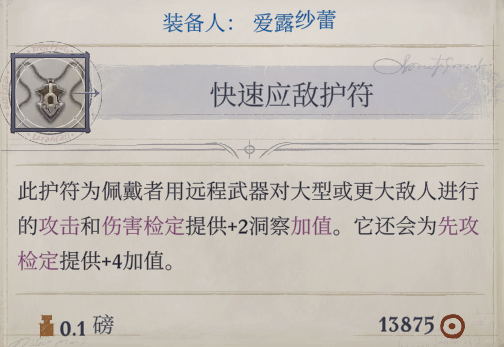 装备人： 爱露纱蕾
快速应敌护符
此护符为佩戴者用远程武器对大型或更大敌人进行
的攻击和伤害检定提供+2洞察加值。它还会为先攻
检定提供+4加值。
0.1 磅
13875